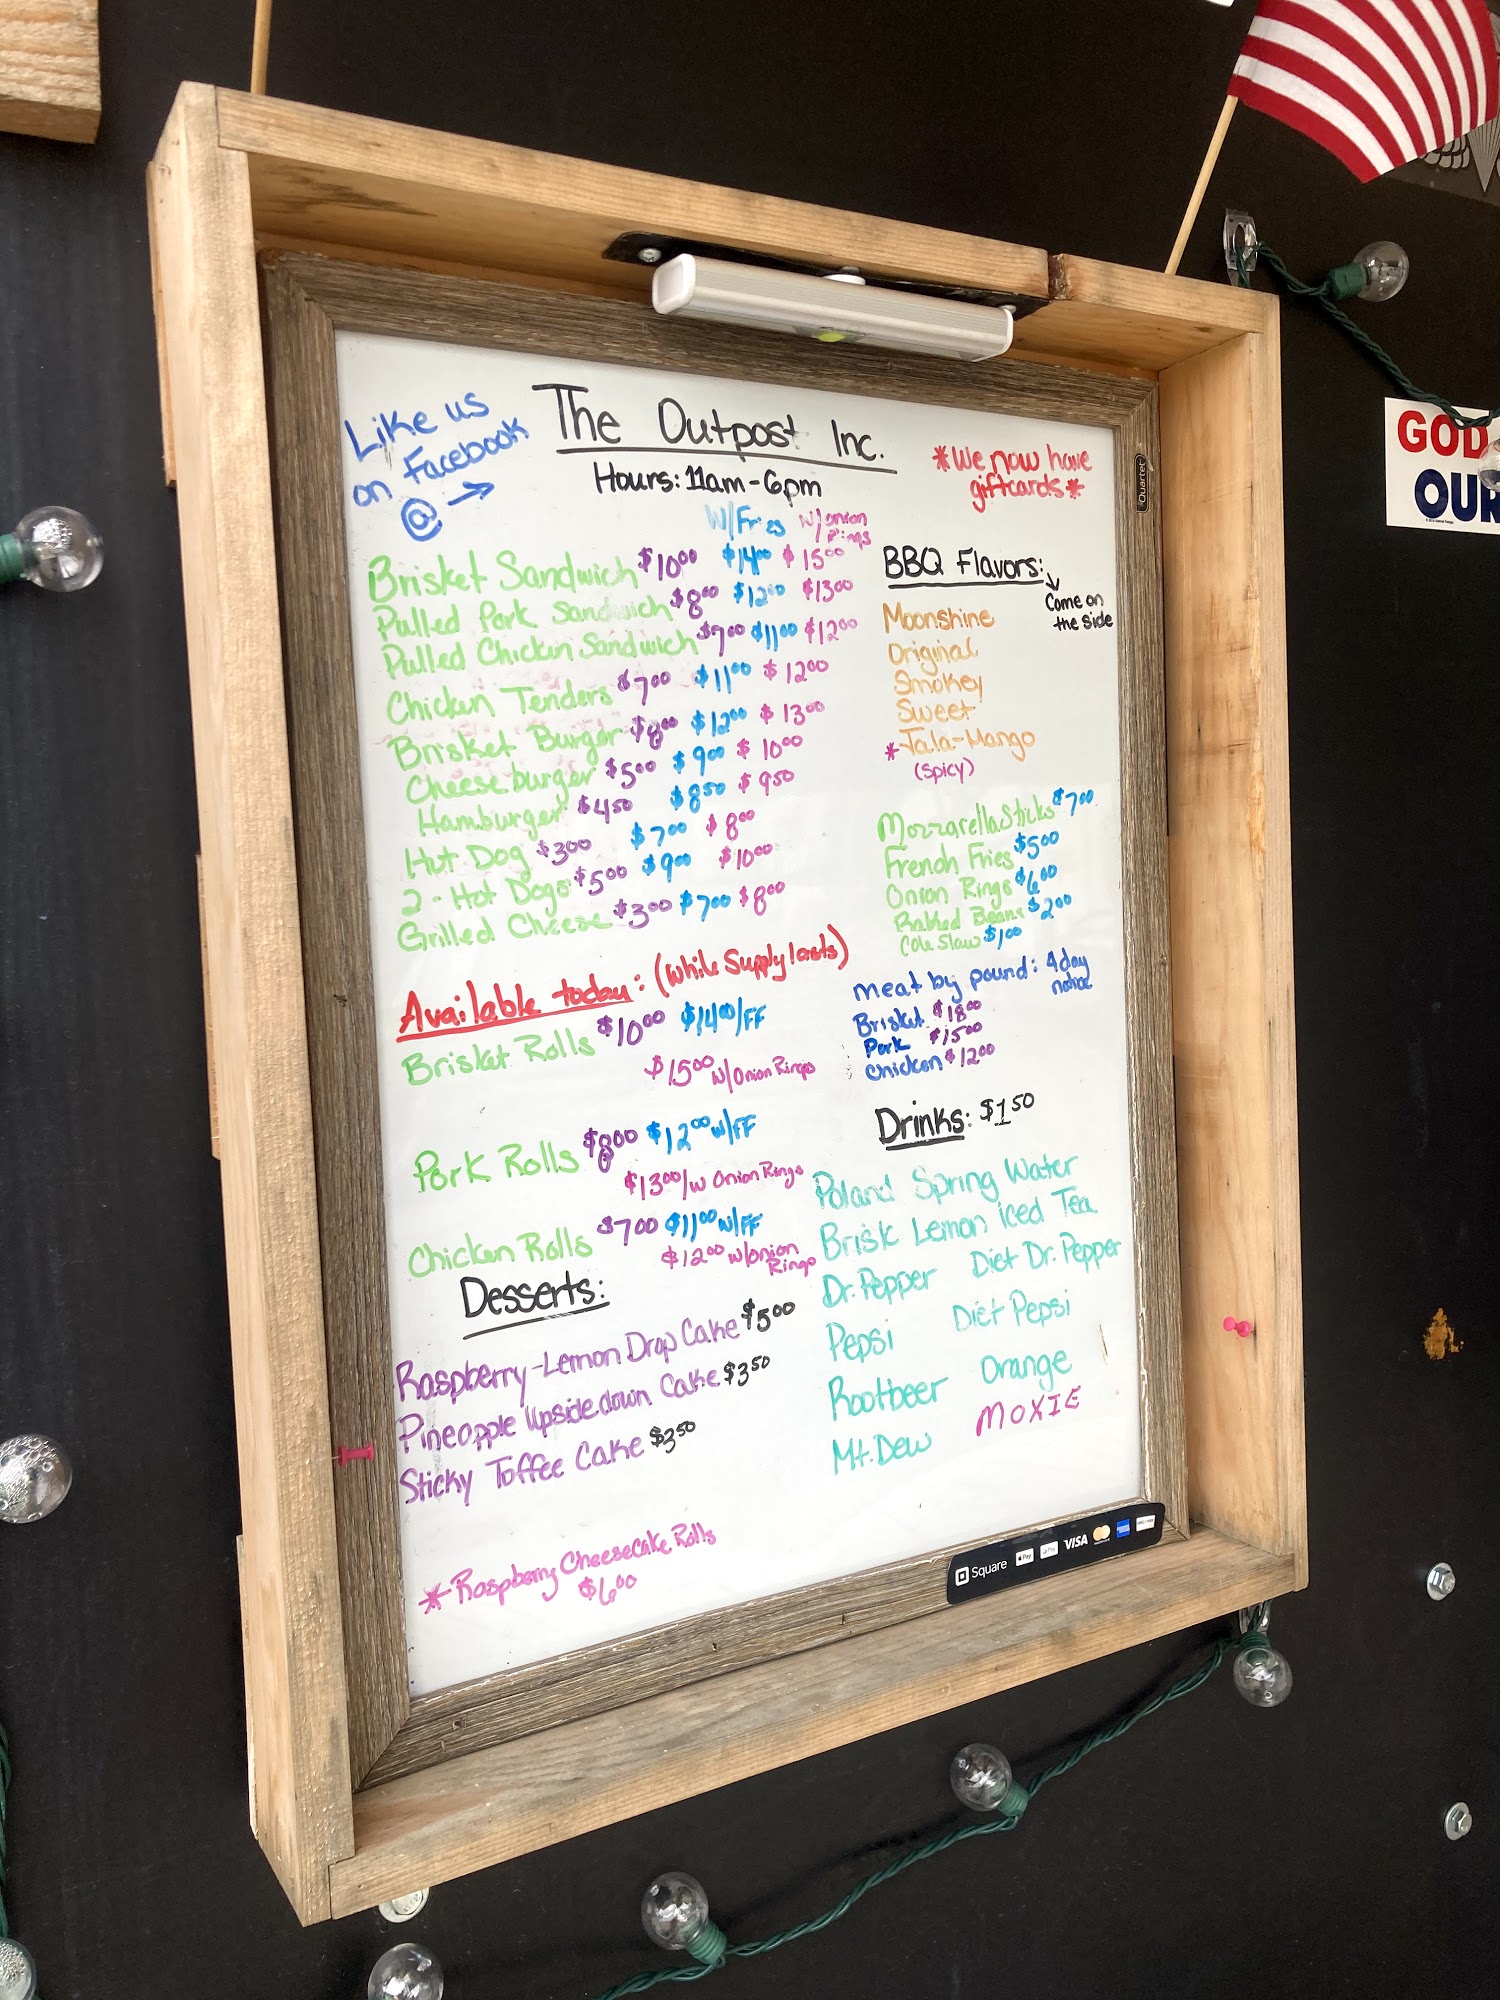 Like us
on Facebook
@ →
The Outpost Inc.
Hours: 11am-6pm
*We now have
giftcards*
W/Fries W/onion
Rings
Brisket Sandwich $10.00 $14.00 $15.00
Pulled Pork Sandwich $8.00 $12.00 $13.00
Pulled Chicken Sandwich $7.00 $11.00 $12.00
Chicken Tenders $7.00 $11.00 $12.00
Brisket Burger $8.00 $12.00 $13.00
Cheeseburger $5.00 $9.00 $10.00
Hamburger $4.50 $8.50 $9.50
Hot Dog $3.00 $7.00 $8.00
2-Hot Dogs $5.00 $9.00 $10.00
Grilled Cheese $3.00 $7.00 $8.00
Available today: (While Supply lasts)
Brisket Rolls $10.00 $14.00/FF
$15.00 w/Onion Rings
Pork Rolls $8.00 $12.00 w/FF
$13.00/w Onion Rings
Chicken Rolls $7.00 $11.00 w/FF
$12.00 w/onion
Rings
Desserts:
Raspberry-Lemon Drop Cake $5.00
Pineapple Upsidedown Cake $3.50
Sticky Toffee Cake $3.50
*Raspberry Cheesecake Rolls
$6.00
BBQ Flavors:
Come on
the side
Moonshine
Original
Smokey
Sweet
*Jala-Mango
(spicy)
Mozzarella Sticks $7.00
French Fries $5.00
Onion Rings $6.00
Baked Beans $2.00
Cole Slaw $1.00
meat by pound: 4 day
notice
Brisket $18.00
Pork $15.00
Chicken $12.00
Drinks: $1.50
Poland Spring Water
Brisk Lemon iced Tea
Dr. Pepper Diet Dr. Pepper
Pepsi Diet Pepsi
Rootbeer Orange
Mt. Dew MOXIE
Square Pay Pay VISA
Quartet
GOD
OUR